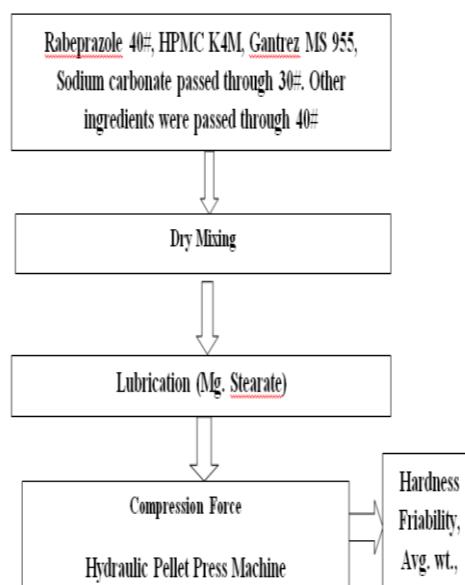 Rabeprazole 40#, HPMC K4M, Gantrez MS 955,
Sodium carbonate passed through 30#. Other
ingredients were passed through 40#
Dry Mixing
Lubrication (Mg. Stearate)
Compression Force
Hydraulic Pellet Press Machine
Hardness
Friability,
Avg. wt.,